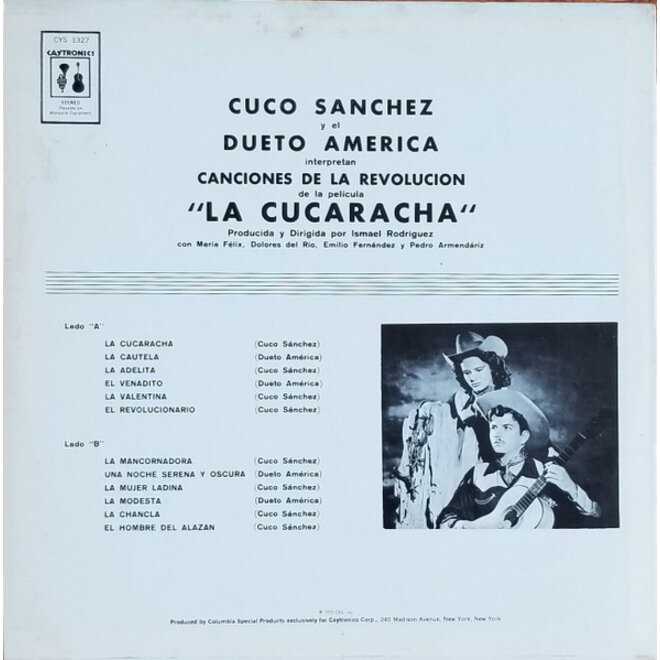 CYS 1327
CAYTRONICS
STEREO
CUCO SANCHEZ
y el
DUETO AMERICA
interpretan
CANCIONES DE LA REVOLUCION
de la película
"LA CUCARACHA"
Producida y Dirigida por Ismael Rodríguez
con María Félix, Dolores del Río, Emilio Fernández y Pedro Armendáriz
Lado "A"
LA CUCARACHA (Cuco Sánchez)
LA CAUTELA (Dueto América)
LA ADELITA (Cuco Sánchez)
EL VENADITO (Dueto América)
LA VALENTINA (Cuco Sánchez)
EL REVOLUCIONARIO (Cuco Sánchez)
Lado "B"
LA MANCORNADORA (Cuco Sánchez)
UNA NOCHE SERENA Y OSCURA (Dueto América)
LA MUJER LADINA (Cuco Sánchez)
LA MODESTA (Dueto América)
LA CHANCLA (Cuco Sánchez)
EL HOMBRE DEL ALAZAN (Cuco Sánchez)
Produced by Columbia Special Products exclusively for Caytronics Corp., 240 Madison Avenue, New York, New York.